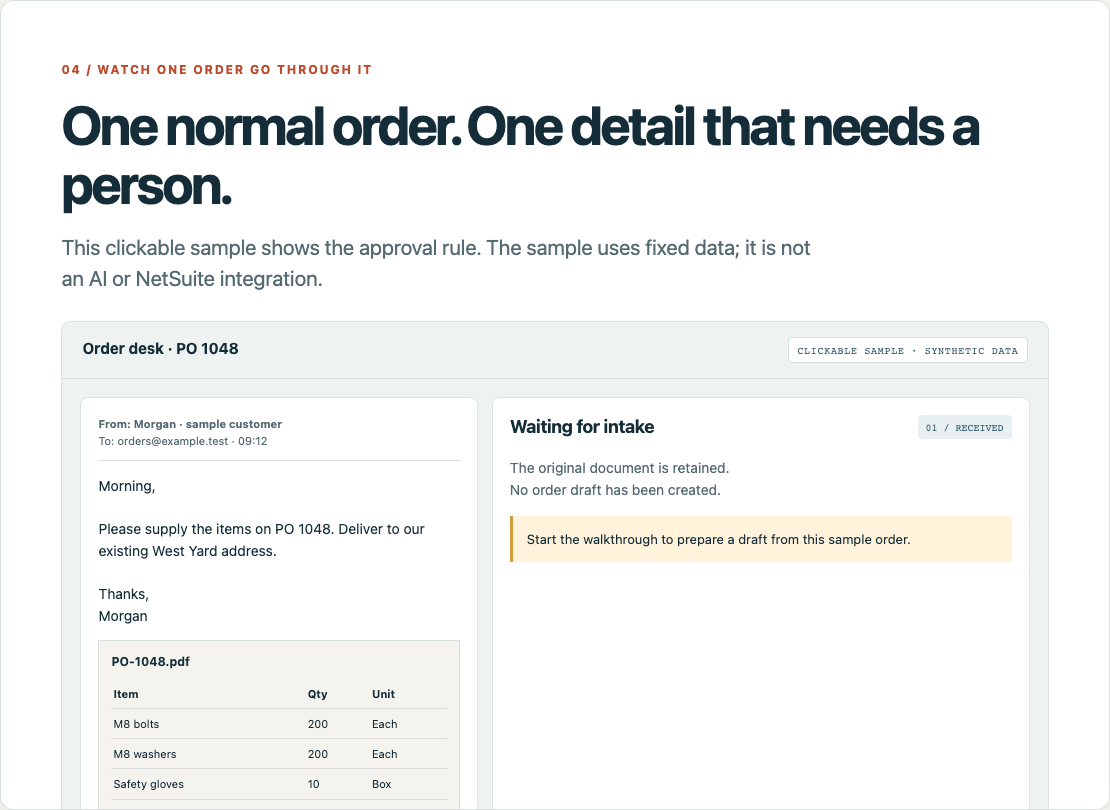 04 / WATCH ONE ORDER GO THROUGH IT
One normal order. One detail that needs a
person.
This clickable sample shows the approval rule. The sample uses fixed data; it is not
an AI or NetSuite integration.
Order desk · PO 1048
CLICKABLE SAMPLE · SYNTHETIC DATA
From: Morgan · sample customer
To: orders@example.test · 09:12
Morning,
Please supply the items on PO 1048. Deliver to our
existing West Yard address.
Thanks,
Morgan
PO-1048.pdf
Item Qty Unit
M8 bolts 200 Each
M8 washers 200 Each
Safety gloves 10 Box
Waiting for intake
01 / RECEIVED
The original document is retained.
No order draft has been created.
Start the walkthrough to prepare a draft from this sample order.